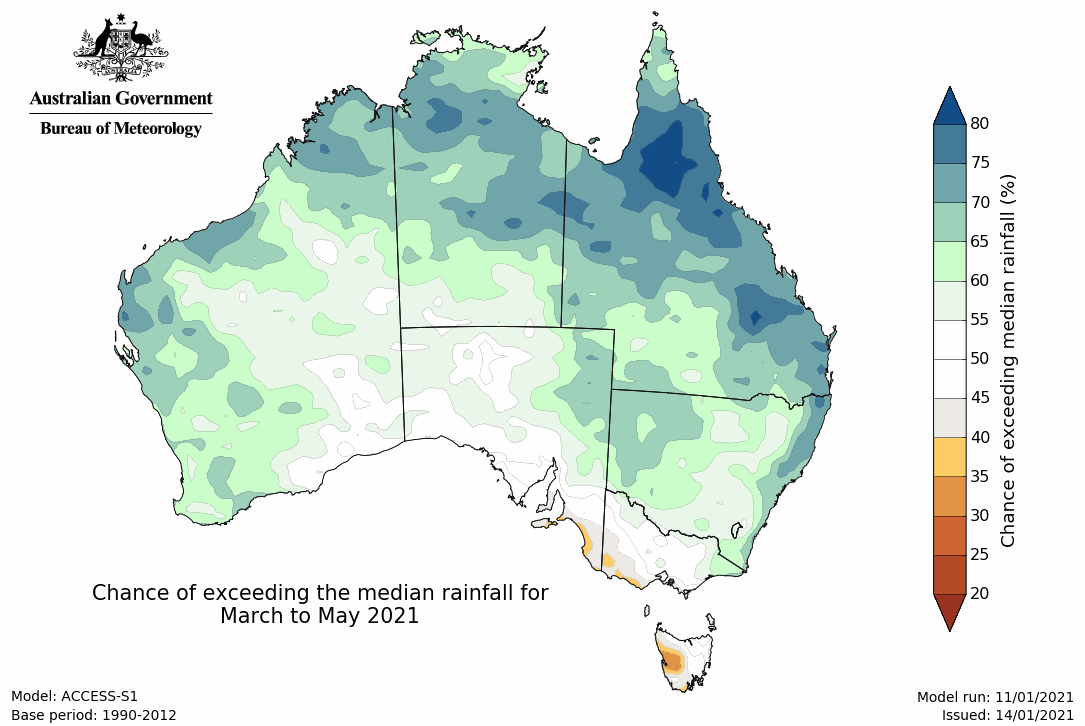 Australian Government
Bureau of Meteorology
80
75
70
65
60
55
50
45
40
35
30
25
20
Chance of exceeding median rainfall (%)
Chance of exceeding the median rainfall for
March to May 2021
Model: ACCESS-S1
Base period: 1990-2012
Model run: 11/01/2021
Issued: 14/01/2021